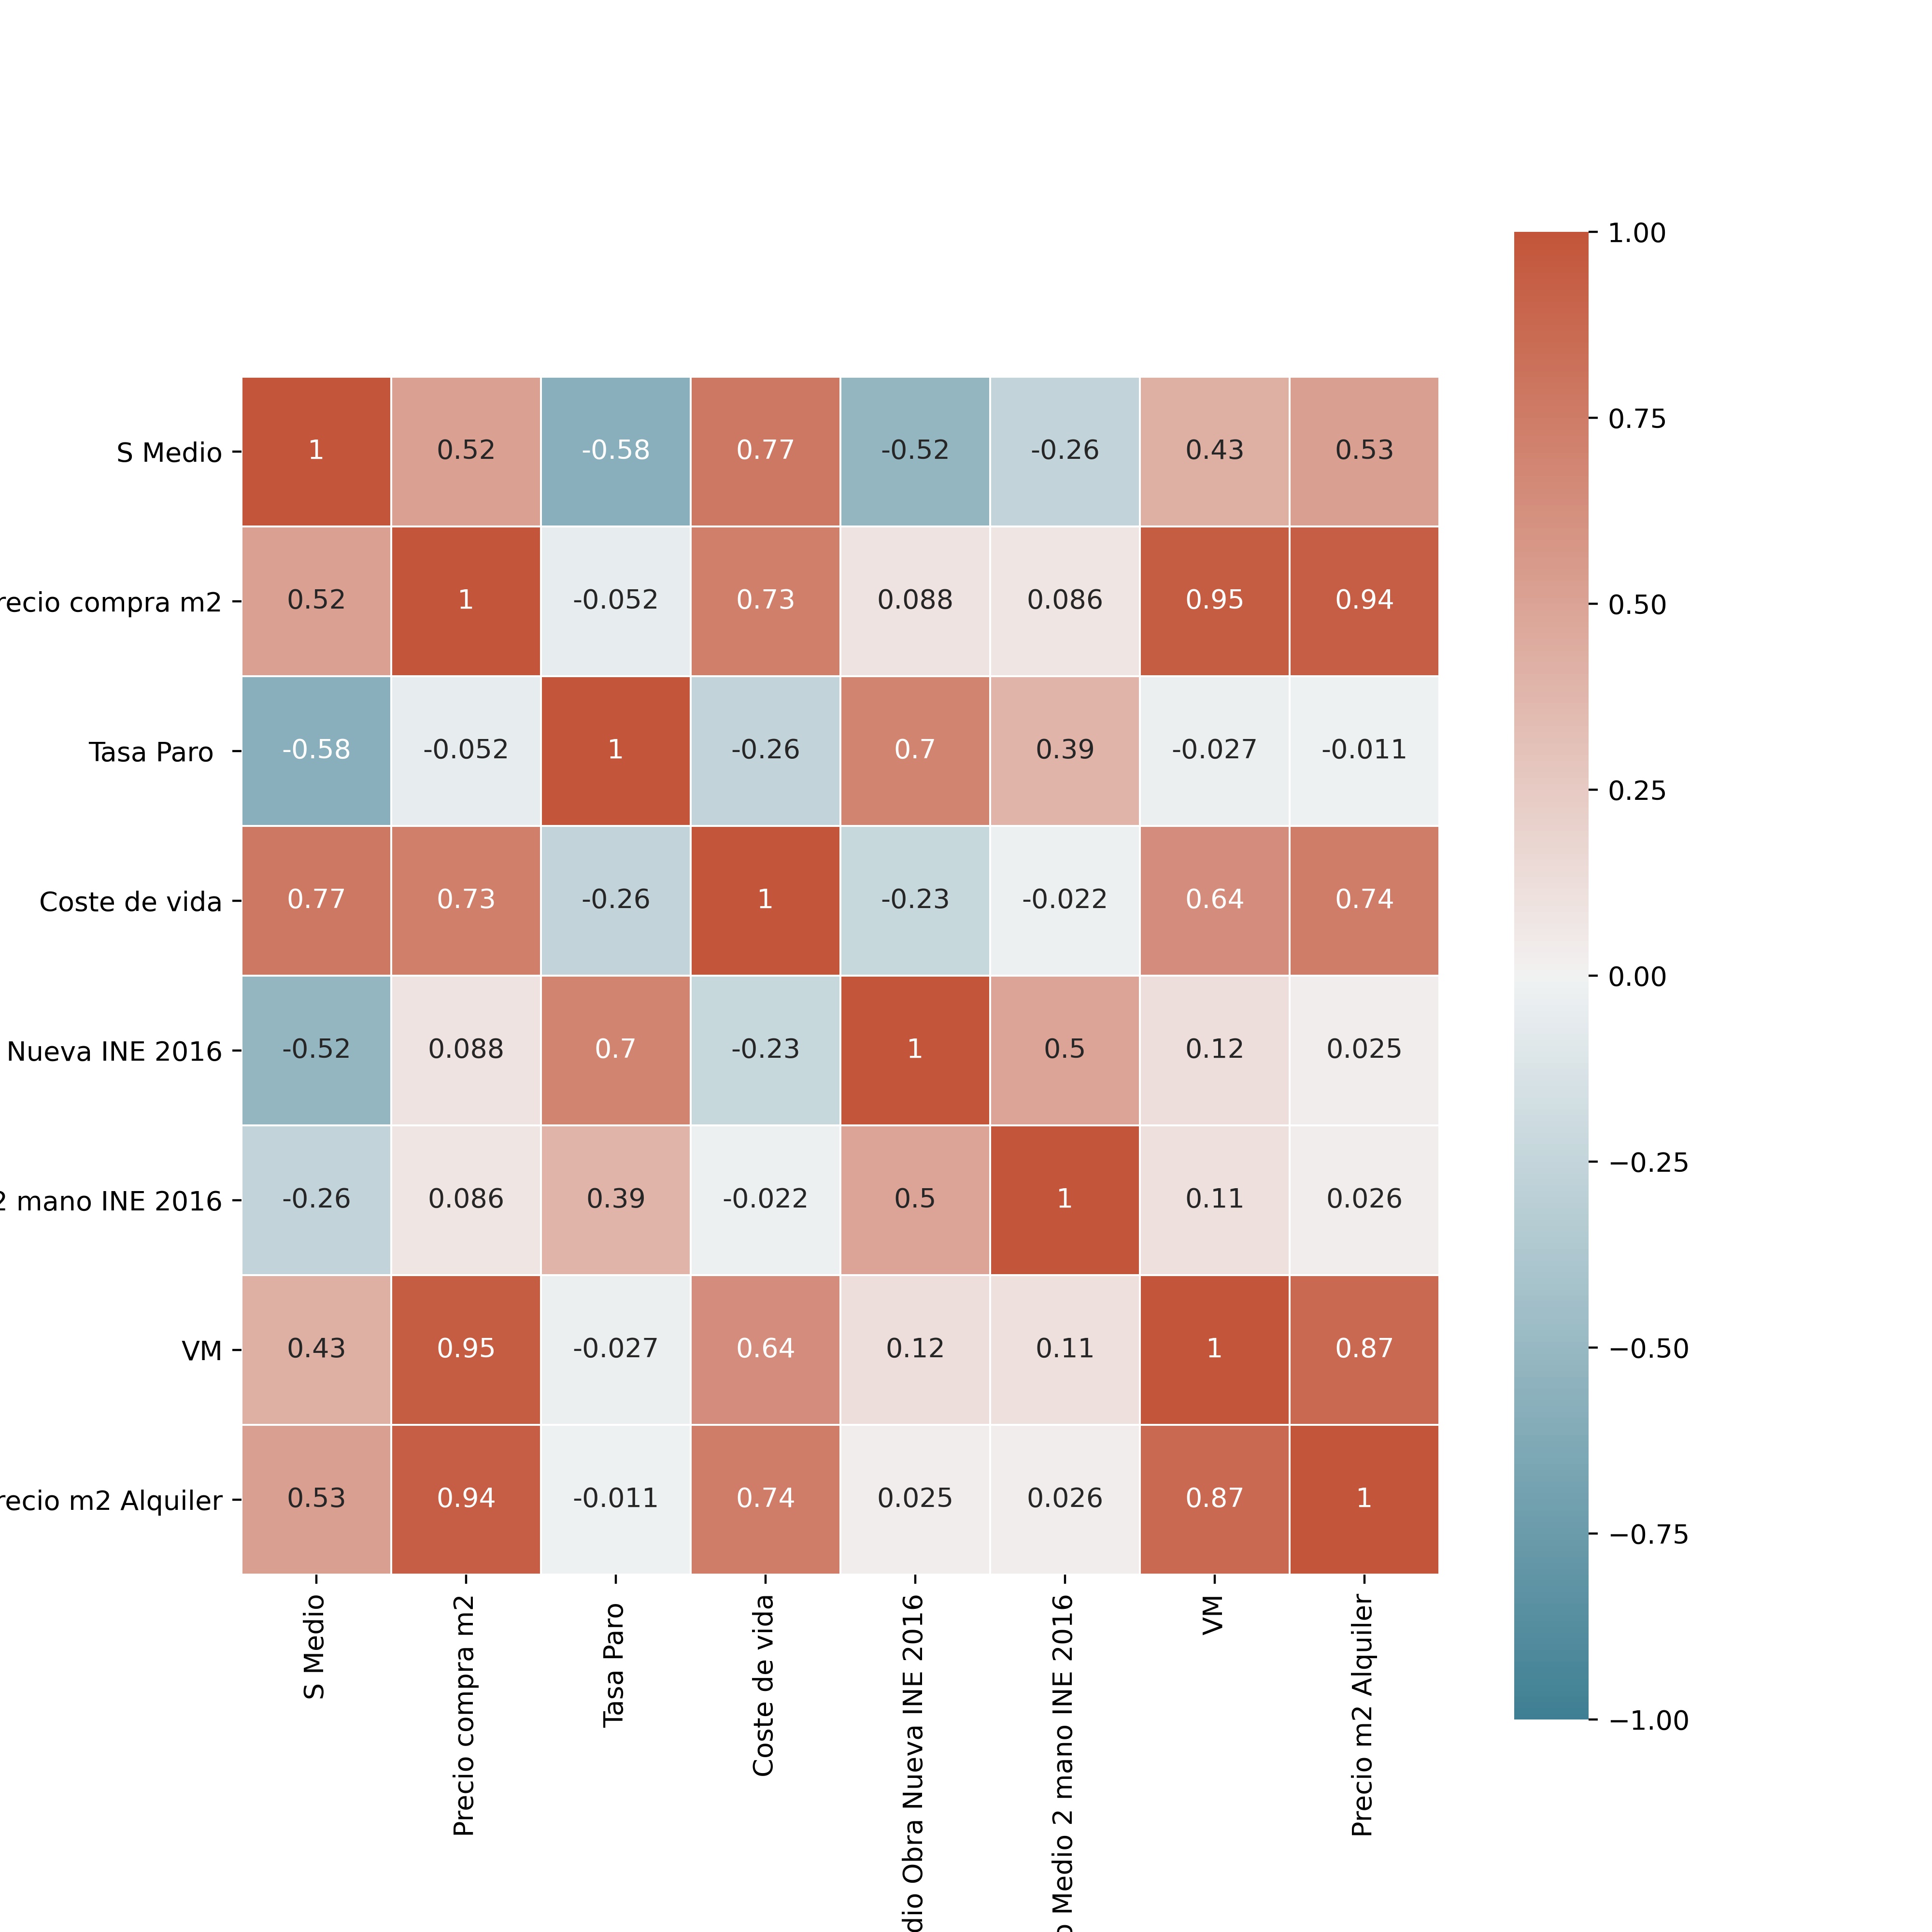 1.00
0.75
0.50
0.25
0.00
−0.25
−0.50
−0.75
−1.00
S Medio 1 0.52 -0.58 0.77 -0.52 -0.26 0.43 0.53
recio compra m2 0.52 1 -0.052 0.73 0.088 0.086 0.95 0.94
Tasa Paro -0.58 -0.052 1 -0.26 0.7 0.39 -0.027 -0.011
Coste de vida 0.77 0.73 -0.26 1 -0.23 -0.022 0.64 0.74
Nueva INE 2016 -0.52 0.088 0.7 -0.23 1 0.5 0.12 0.025
2 mano INE 2016 -0.26 0.086 0.39 -0.022 0.5 1 0.11 0.026
VM 0.43 0.95 -0.027 0.64 0.12 0.11 1 0.87
recio m2 Alquiler 0.53 0.94 -0.011 0.74 0.025 0.026 0.87 1
S Medio
Precio compra m2
Tasa Paro
Coste de vida
dio Obra Nueva INE 2016
o Medio 2 mano INE 2016
VM
Precio m2 Alquiler